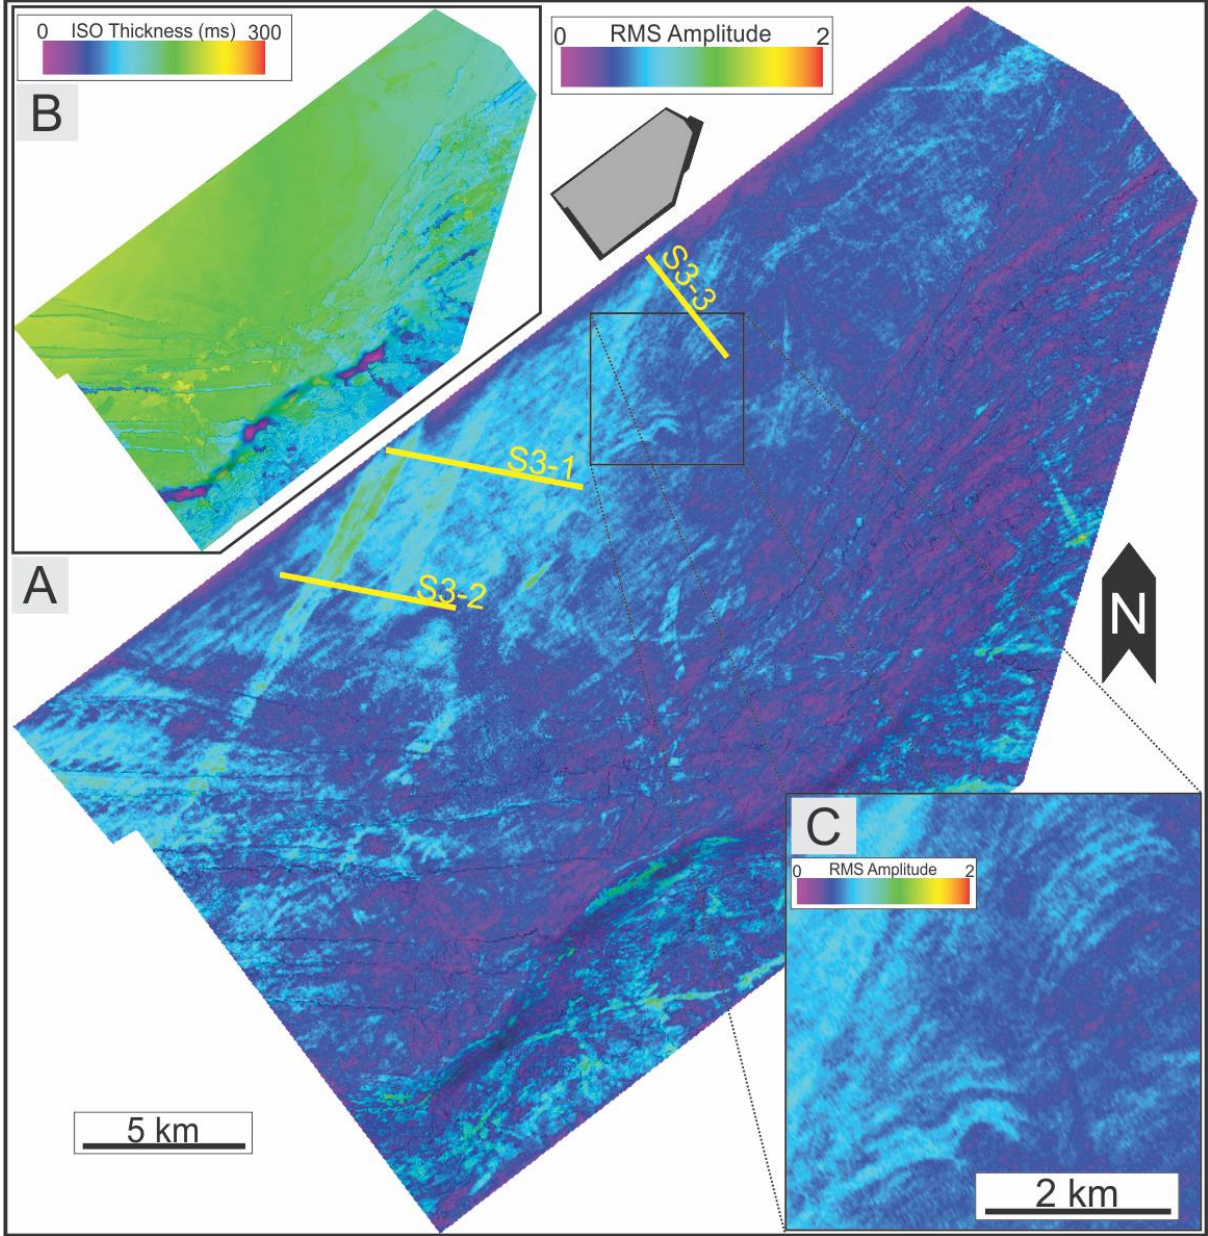 0 ISO Thickness (ms) 300
B
0 RMS Amplitude 2
S3-3
S3-1
S3-2
A
N
C
RMS Amplitude
0 2
5 km
2 km